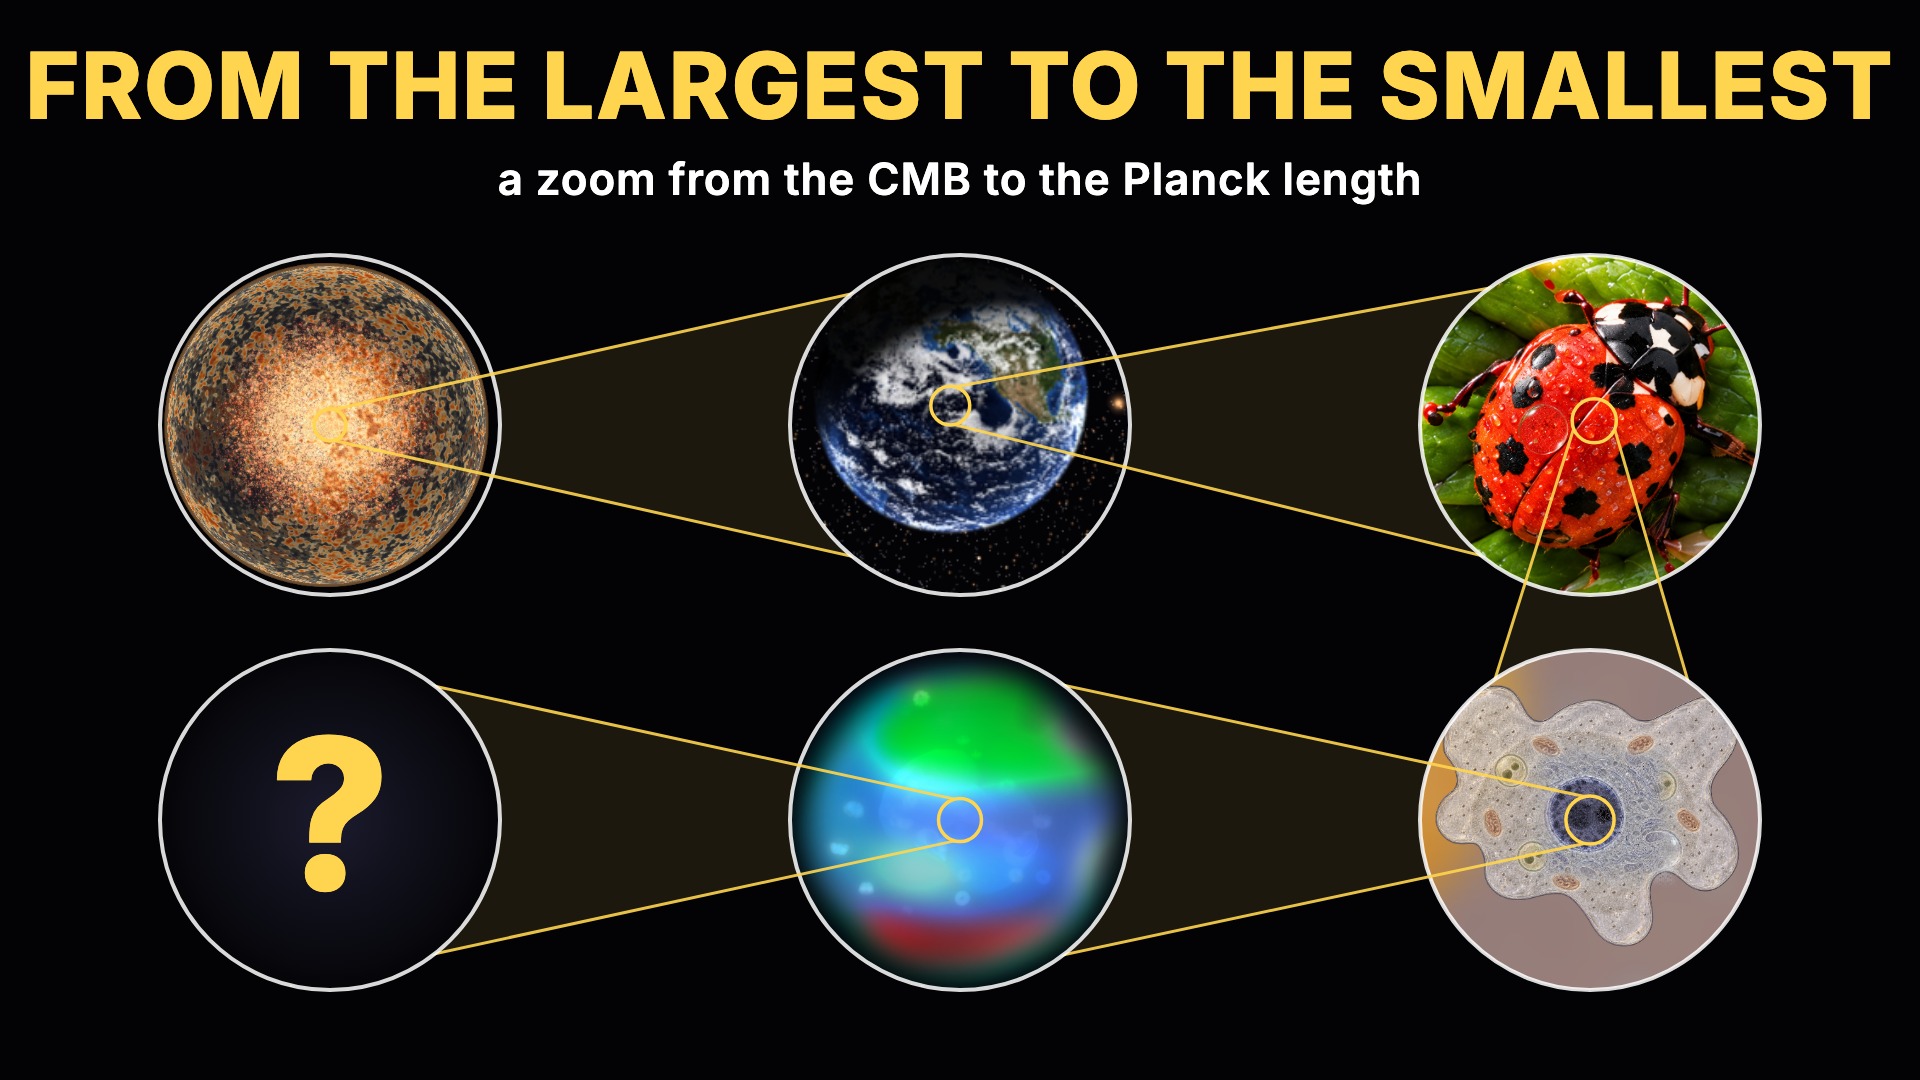 FROM THE LARGEST TO THE SMALLEST
a zoom from the CMB to the Planck length
?